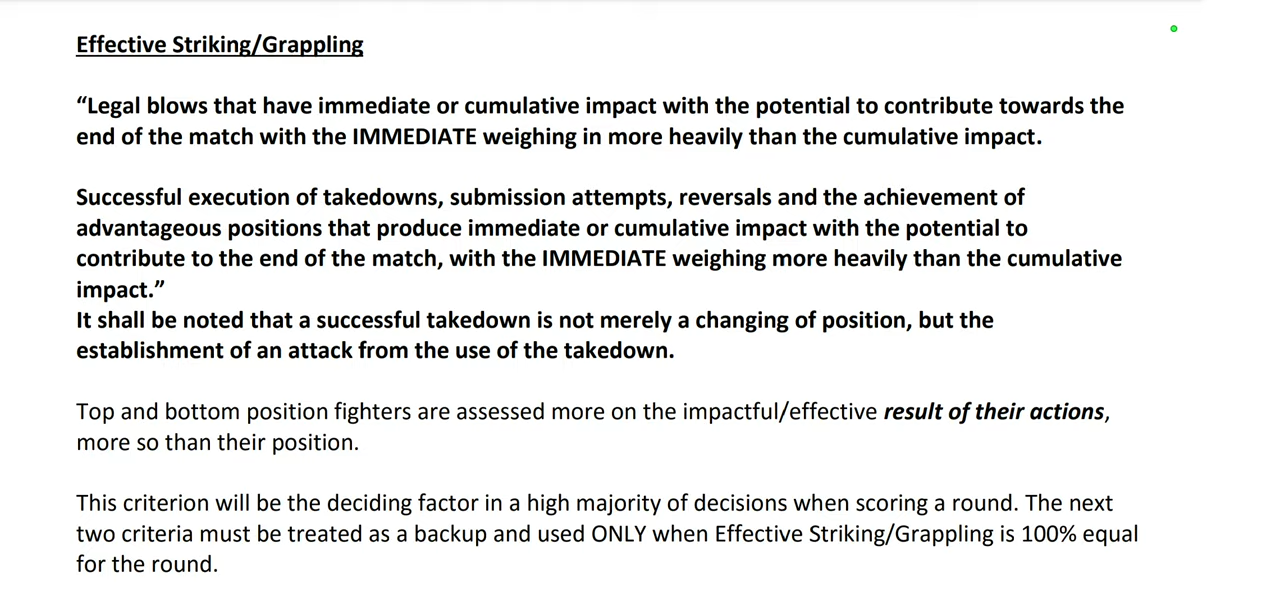 Effective Striking/Grappling
“Legal blows that have immediate or cumulative impact with the potential to contribute towards the
end of the match with the IMMEDIATE weighing in more heavily than the cumulative impact.
Successful execution of takedowns, submission attempts, reversals and the achievement of
advantageous positions that produce immediate or cumulative impact with the potential to
contribute to the end of the match, with the IMMEDIATE weighing more heavily than the cumulative
impact.”
It shall be noted that a successful takedown is not merely a changing of position, but the
establishment of an attack from the use of the takedown.
Top and bottom position fighters are assessed more on the impactful/effective result of their actions,
more so than their position.
This criterion will be the deciding factor in a high majority of decisions when scoring a round. The next
two criteria must be treated as a backup and used ONLY when Effective Striking/Grappling is 100% equal
for the round.